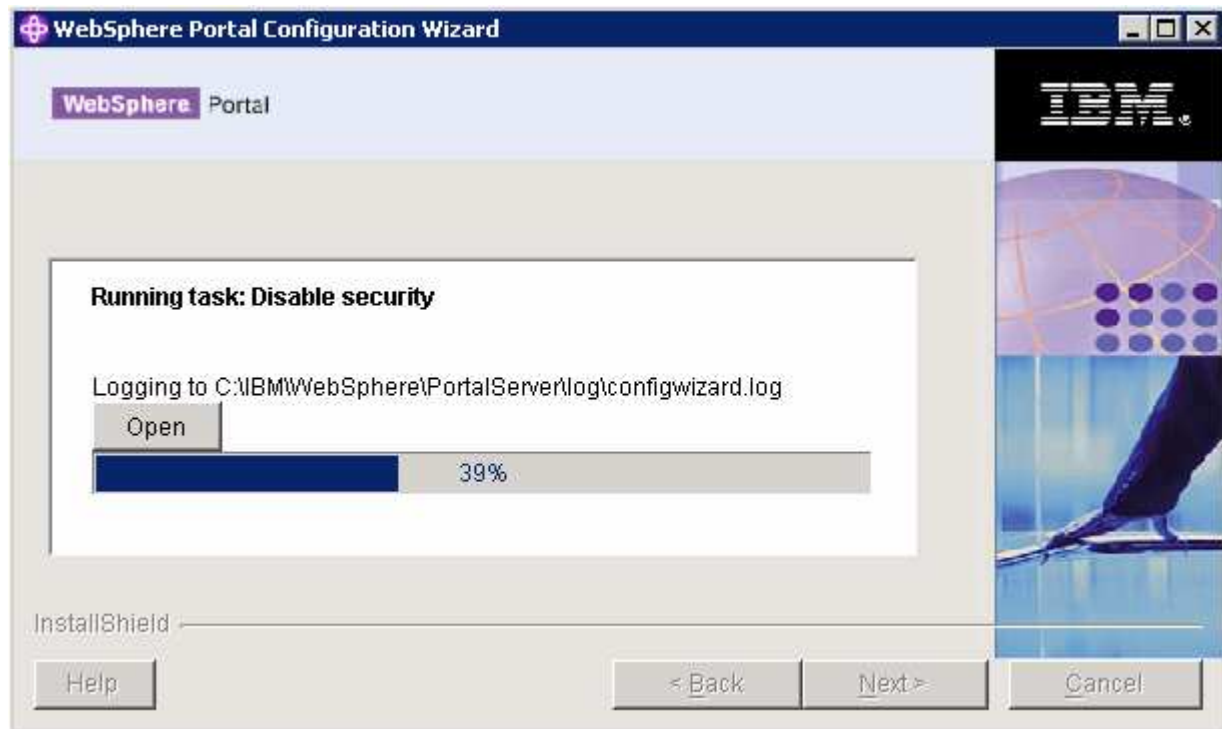 WebSphere Portal Configuration Wizard
WebSphere Portal
IBM®
Running task: Disable security
Logging to C:\IBM\WebSphere\PortalServer\log\configwizard.log
Open
39%
InstallShield
Help
< Back
Next >
Cancel